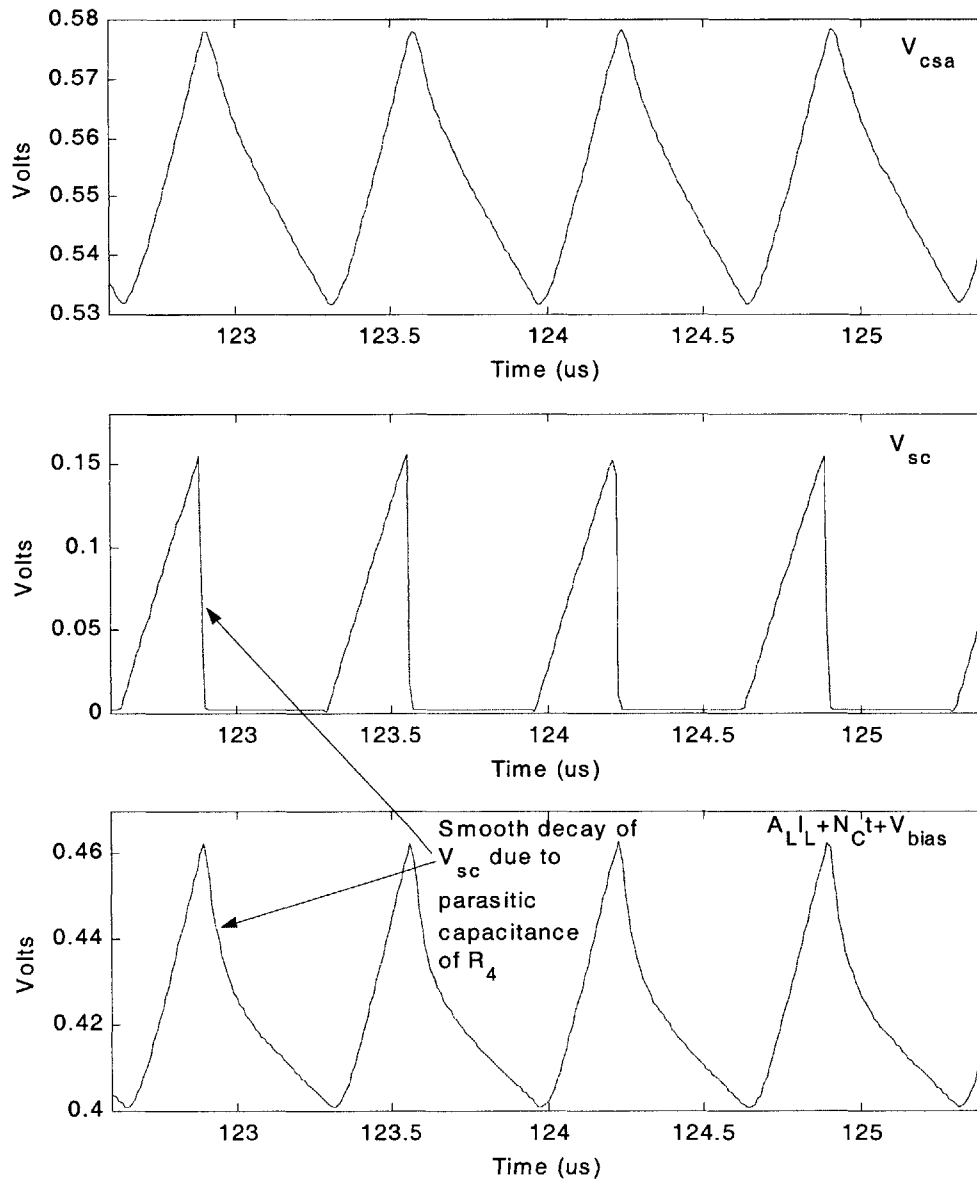 0.58
V_csa
0.57
0.56
Volts
0.55
0.54
0.53
123 123.5 124 124.5 125
Time (us)
V_sc
0.15
Volts
0.1
0.05
0
123 123.5 124 124.5 125
Time (us)
A_L I_L + N_C t + V_bias
0.46
Smooth decay of
V_sc due to
parasitic
capacitance
of R_4
Volts
0.44
0.42
0.4
123 123.5 124 124.5 125
Time (us)